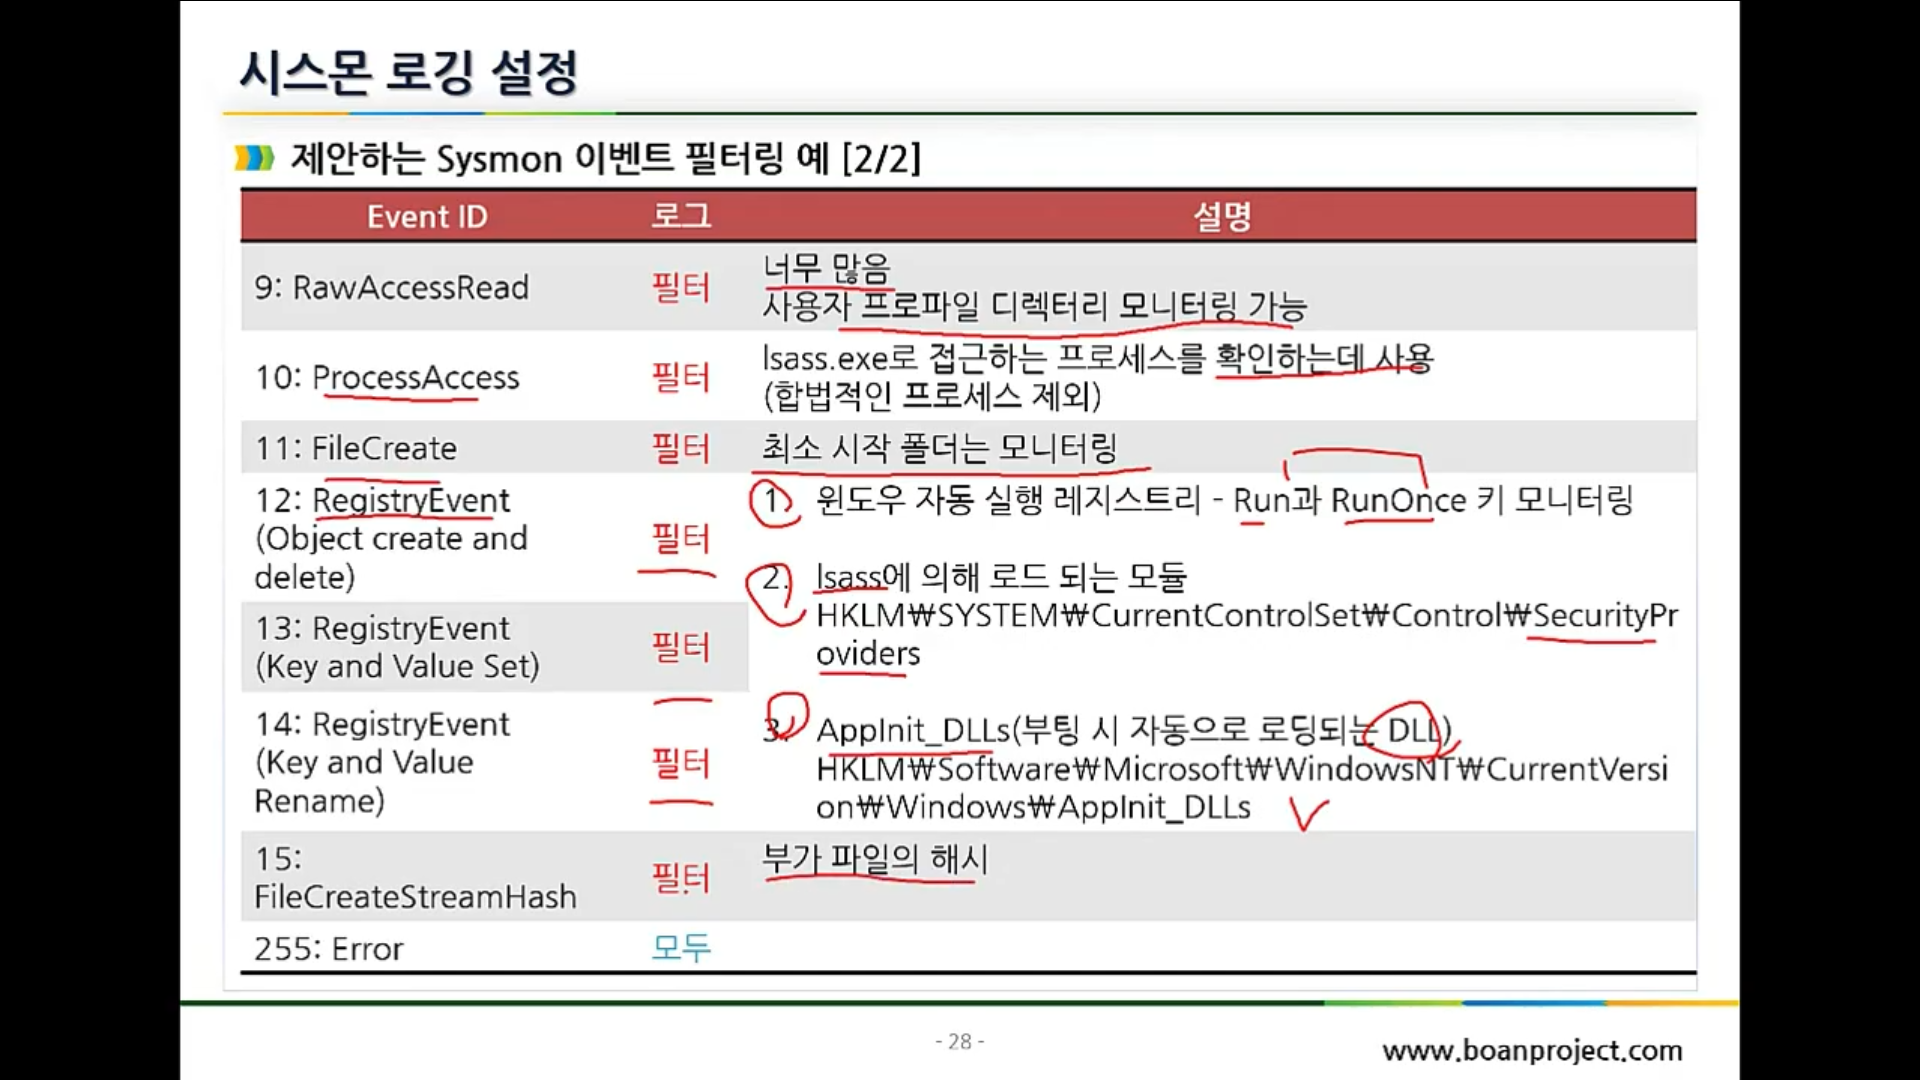 시스몬 로깅 설정
제안하는 Sysmon 이벤트 필터링 예 [2/2]
Event ID 로그 설명
9: RawAccessRead 필터 너무 많음
사용자 프로파일 디렉터리 모니터링 가능
10: ProcessAccess 필터 lsass.exe로 접근하는 프로세스를 확인하는데 사용
(합법적인 프로세스 제외)
11: FileCreate 필터 최소 시작 폴더는 모니터링
12: RegistryEvent
(Object create and
delete)
필터
13: RegistryEvent
(Key and Value Set)
필터
14: RegistryEvent
(Key and Value
Rename)
필터
1. 윈도우 자동 실행 레지스트리 - Run과 RunOnce 키 모니터링
2. lsass에 의해 로드 되는 모듈
HKLM₩SYSTEM₩CurrentControlSet₩Control₩SecurityPr
oviders
3. AppInit_DLLs(부팅 시 자동으로 로딩되는 DLL)
HKLM₩Software₩Microsoft₩WindowsNT₩CurrentVersi
on₩Windows₩AppInit_DLLs
15:
FileCreateStreamHash
필터 부가 파일의 해시
255: Error 모두
- 28 -
www.boanproject.com